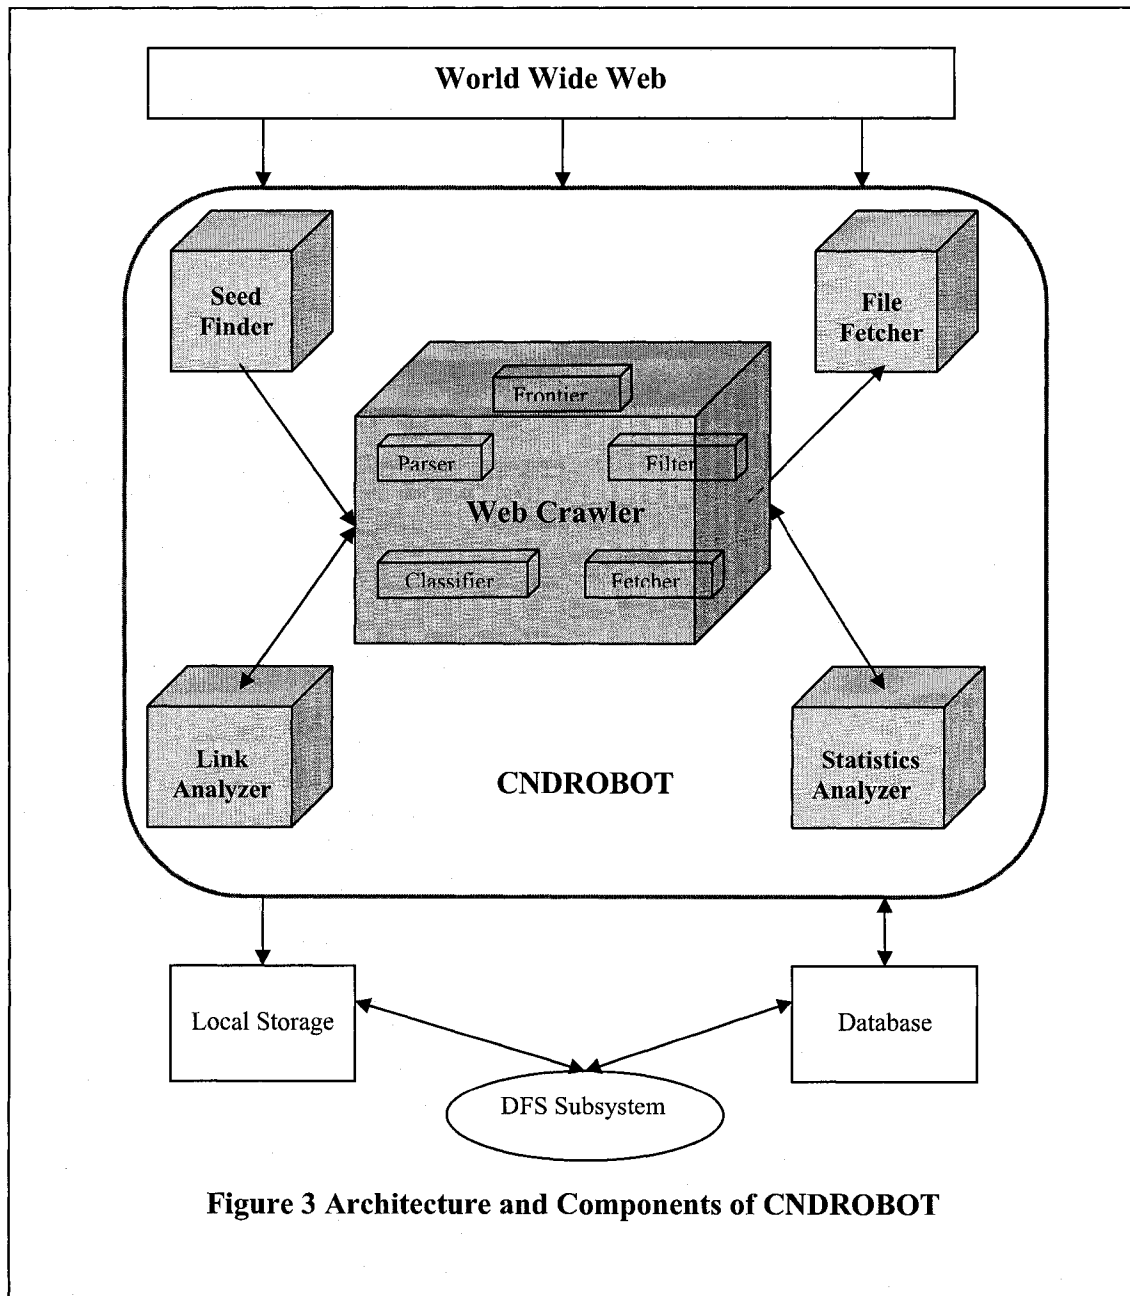 World Wide Web
Seed
Finder
File
Fetcher
Frontier
Parser
Filter
Web Crawler
Classifier
Fetcher
Link
Analyzer
Statistics
Analyzer
CNDROBOT
Local Storage
Database
DFS Subsystem
Figure 3 Architecture and Components of CNDROBOT